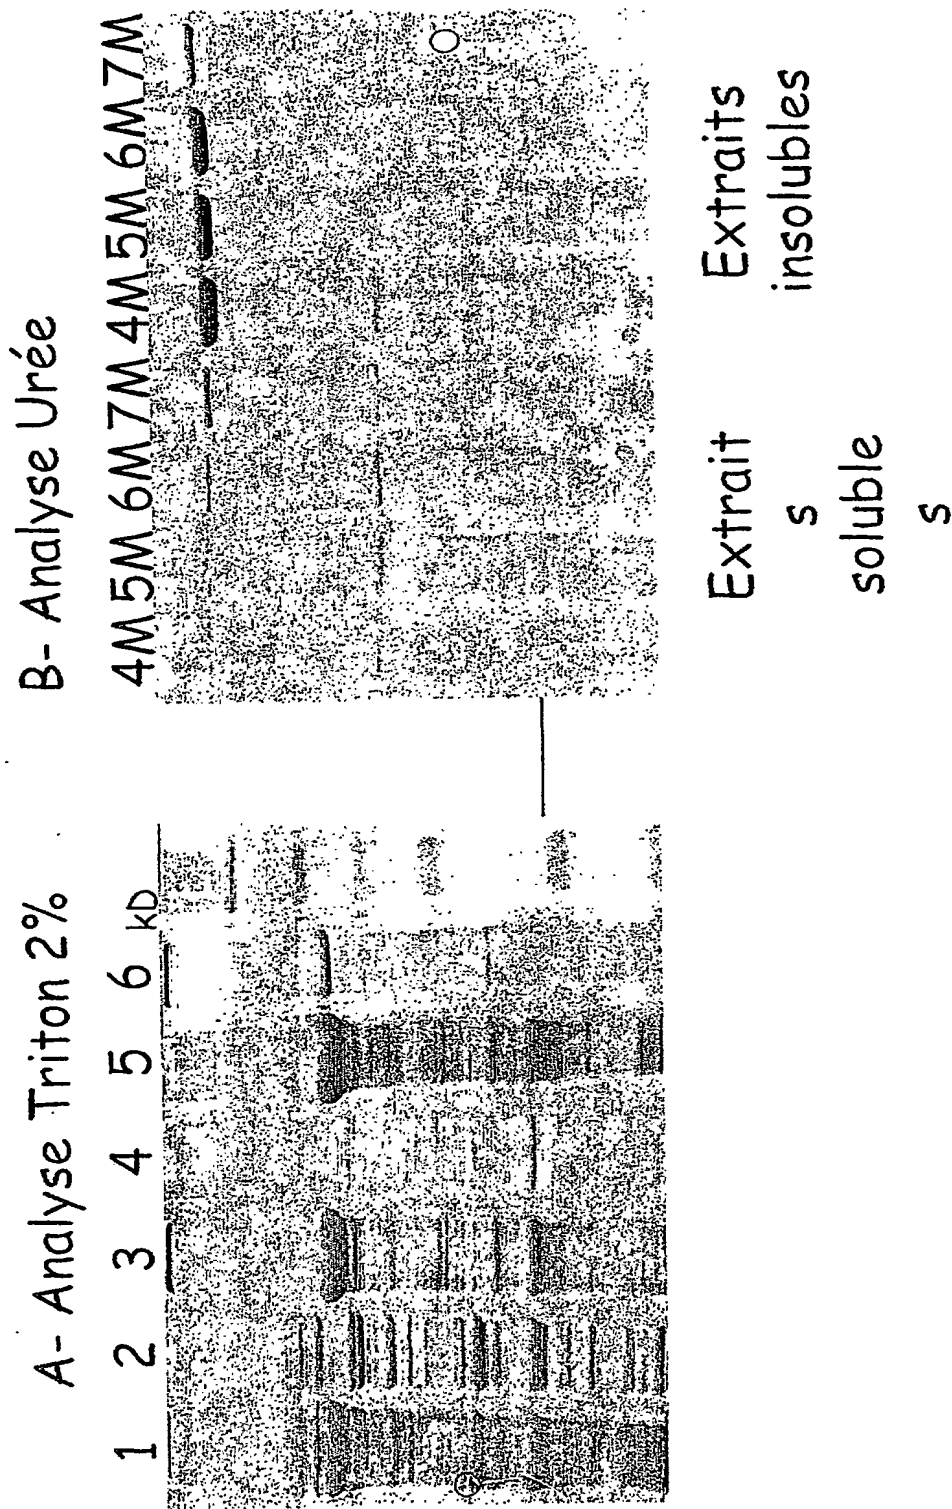 A- Analyse Triton 2%
1 2 3 4 5 6 kD
B- Analyse Urée
4M 5M 6M 7M 4M 5M 6M 7M
Extrait
s
soluble
s
Extraits
insolubles